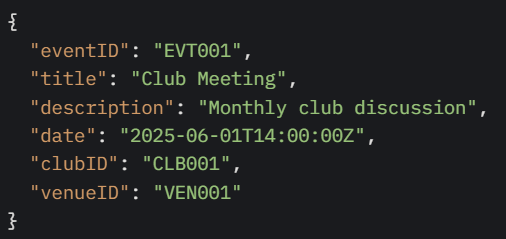 {
  "eventID": "EVT001",
  "title": "Club Meeting",
  "description": "Monthly club discussion",
  "date": "2025-06-01T14:00:00Z",
  "clubID": "CLB001",
  "venueID": "VEN001"
}